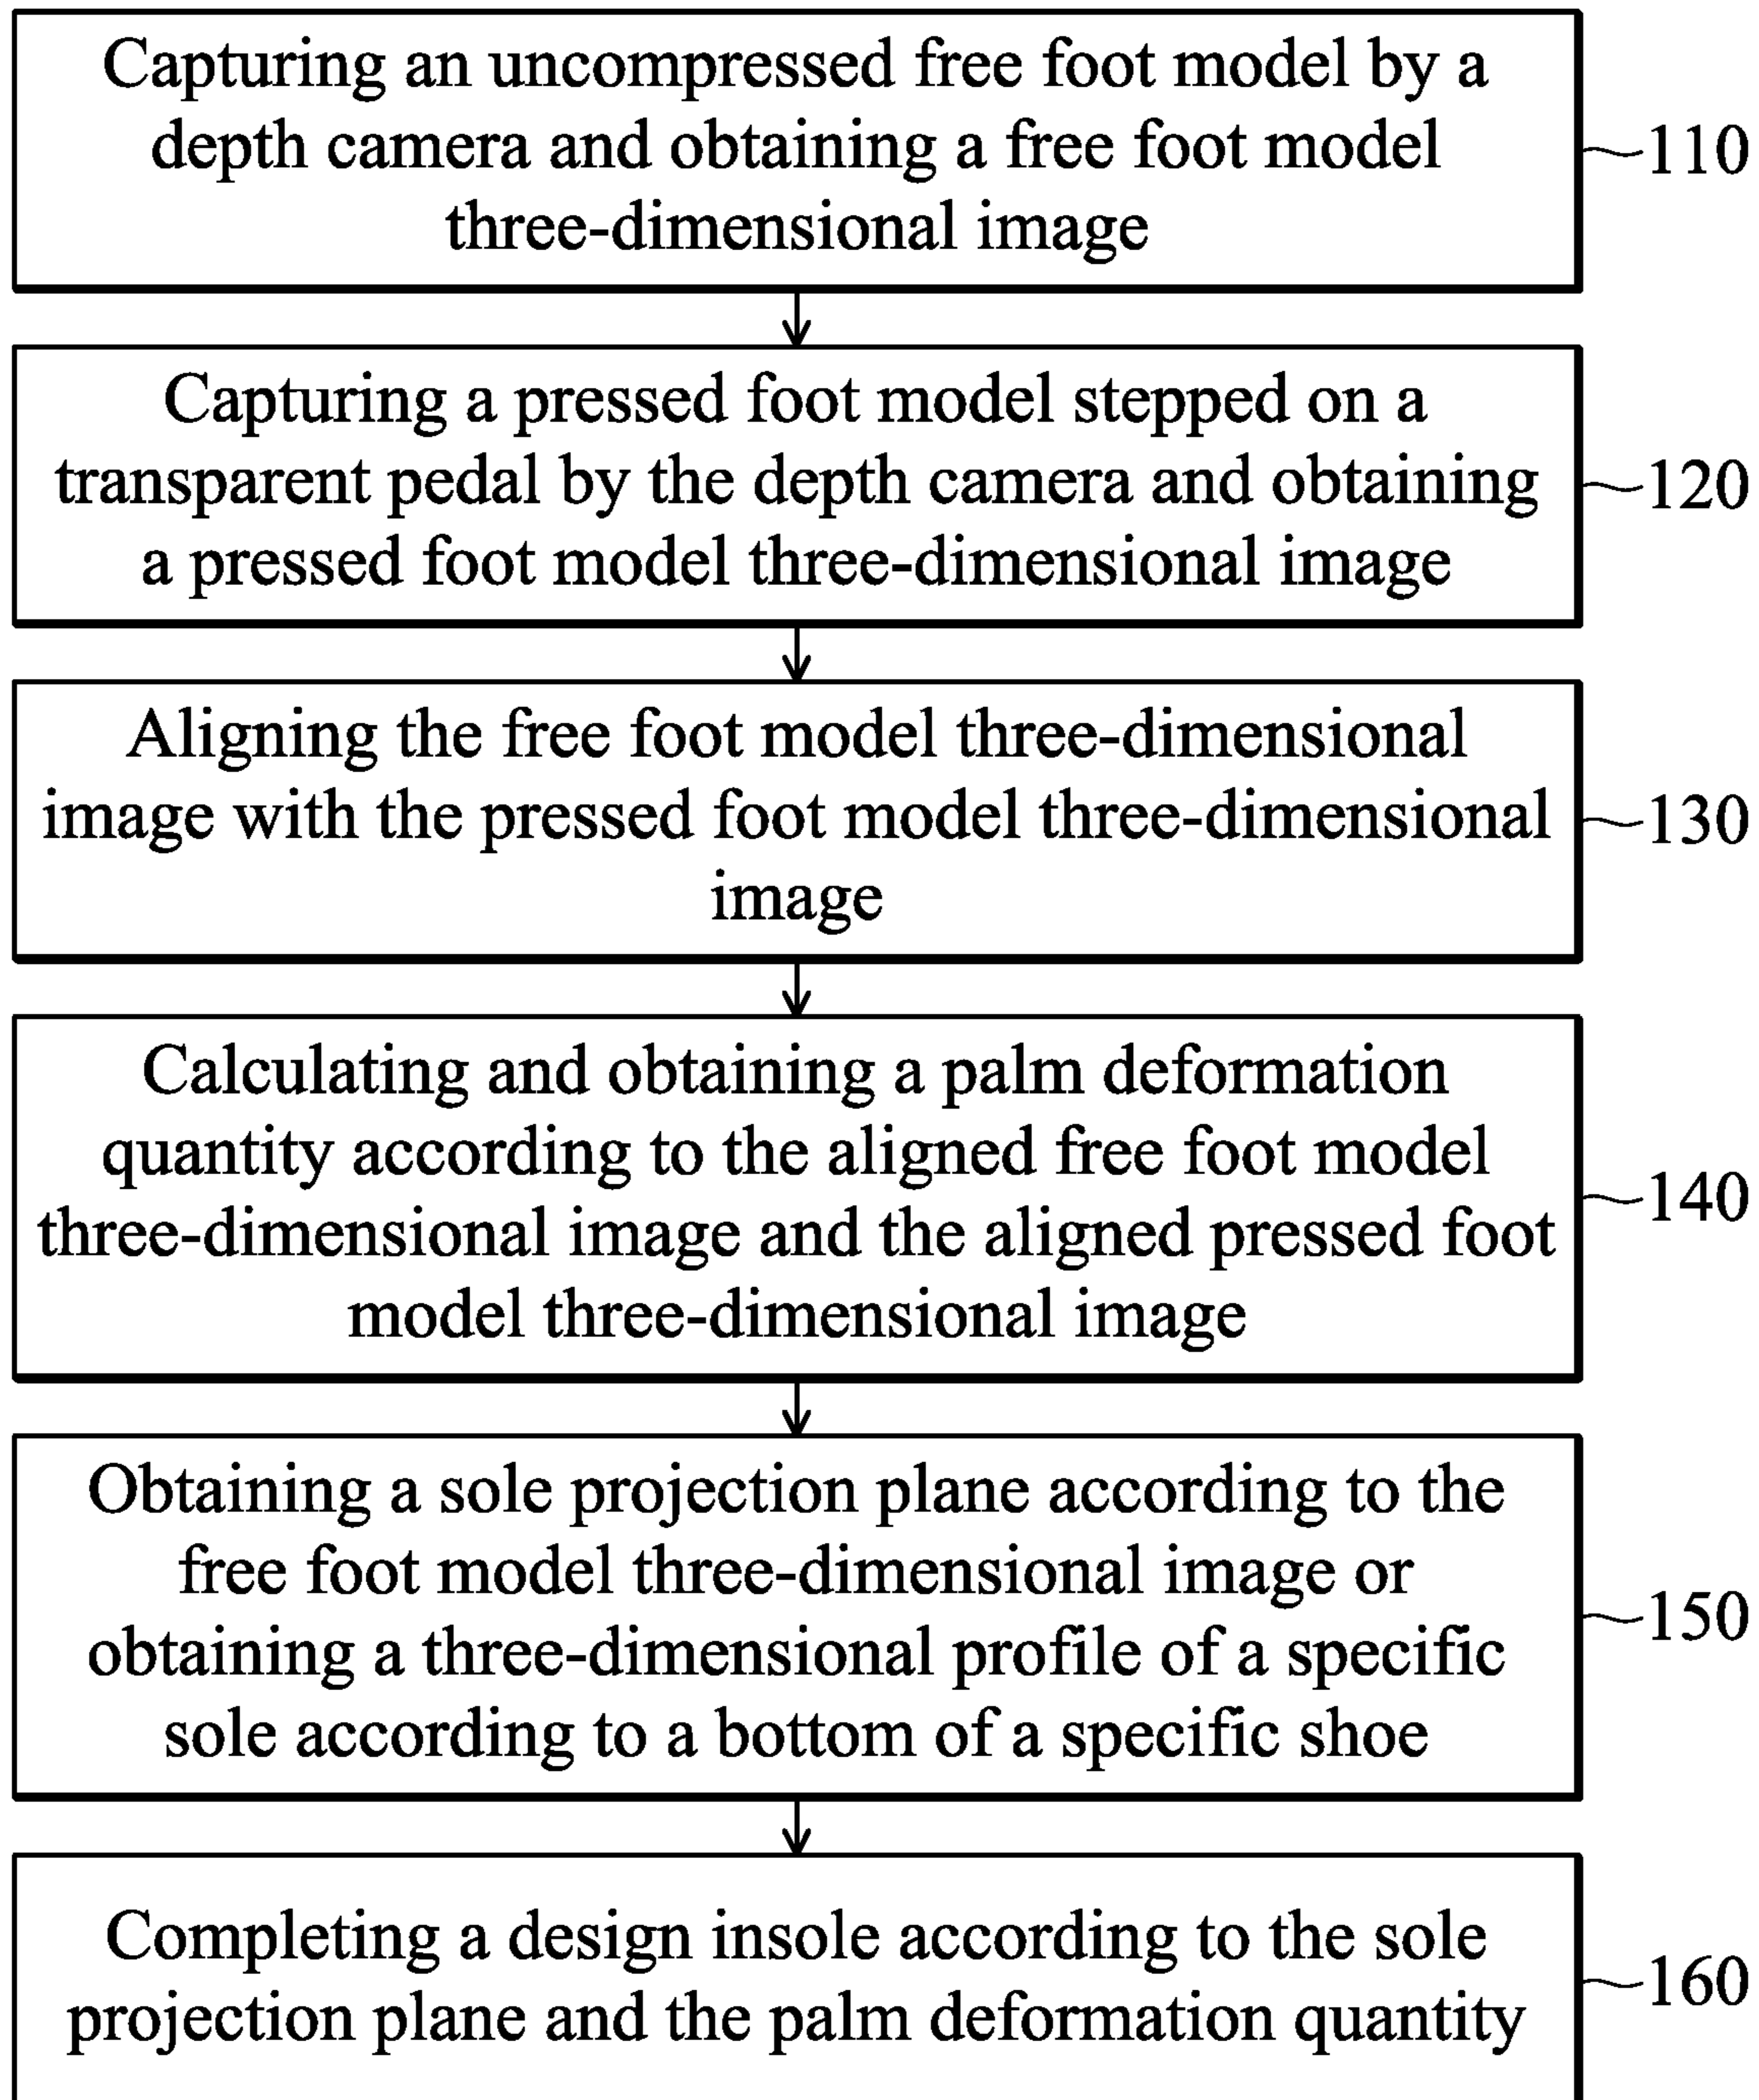 Capturing an uncompressed free foot model by a
depth camera and obtaining a free foot model
three-dimensional image
110
Capturing a pressed foot model stepped on a
transparent pedal by the depth camera and obtaining
a pressed foot model three-dimensional image
120
Aligning the free foot model three-dimensional
image with the pressed foot model three-dimensional
image
130
Calculating and obtaining a palm deformation
quantity according to the aligned free foot model
three-dimensional image and the aligned pressed foot
model three-dimensional image
140
Obtaining a sole projection plane according to the
free foot model three-dimensional image or
obtaining a three-dimensional profile of a specific
sole according to a bottom of a specific shoe
150
Completing a design insole according to the sole
projection plane and the palm deformation quantity
160